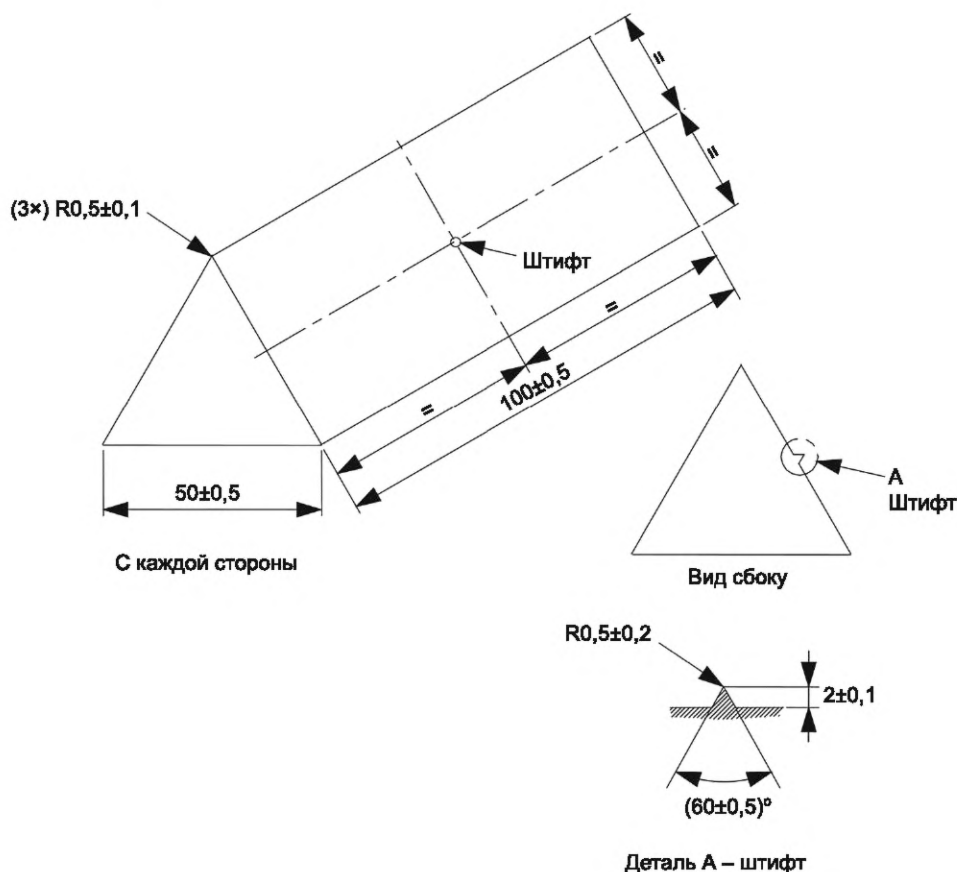 =
=
(3×) R0,5±0,1
Штифт
=
=
100±0,5
50±0,5
С каждой стороны
А
Штифт
Вид сбоку
R0,5±0,2
2±0,1
(60±0,5)º
Деталь А – штифт